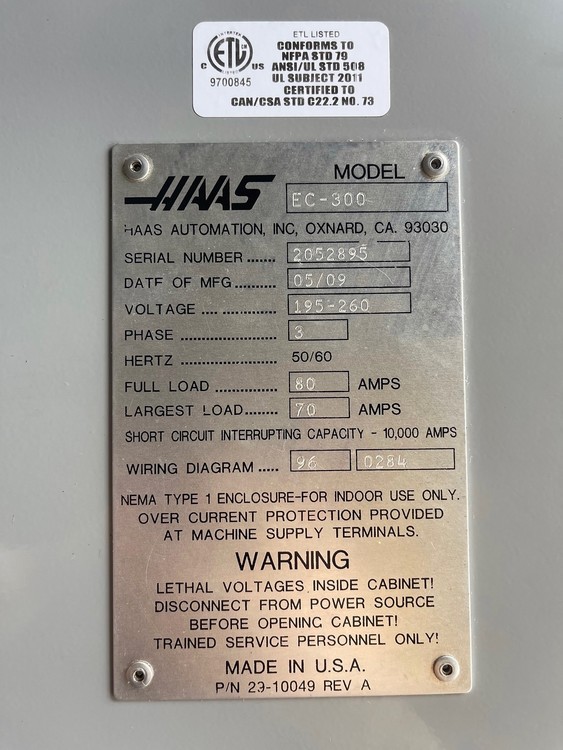 ETL LISTED
CONFORMS TO
NFPA STD 79
ANSI/UL STD 508
UL SUBJECT 2011
CERTIFIED TO
CAN/CSA STD C22.2 NO. 73
INTERTEK
ETL
C US
9700845
MODEL
HAAS EC-300
HAAS AUTOMATION, INC, OXNARD, CA. 93030
SERIAL NUMBER ....... 2052895
DATE OF MFG ......... 05/09
VOLTAGE .... ............ 195-260
PHASE ..................... 3
HERTZ ..................... 50/60
FULL LOAD ............. 80 AMPS
LARGEST LOAD........ 70 AMPS
SHORT CIRCUIT INTERRUPTING CAPACITY - 10,000 AMPS
WIRING DIAGRAM ..... 96 0284
NEMA TYPE 1 ENCLOSURE-FOR INDOOR USE ONLY.
OVER CURRENT PROTECTION PROVIDED
AT MACHINE SUPPLY TERMINALS.
WARNING
LETHAL VOLTAGES INSIDE CABINET!
DISCONNECT FROM POWER SOURCE
BEFORE OPENING CABINET!
TRAINED SERVICE PERSONNEL ONLY!
MADE IN U.S.A.
P/N 29-10049 REV A